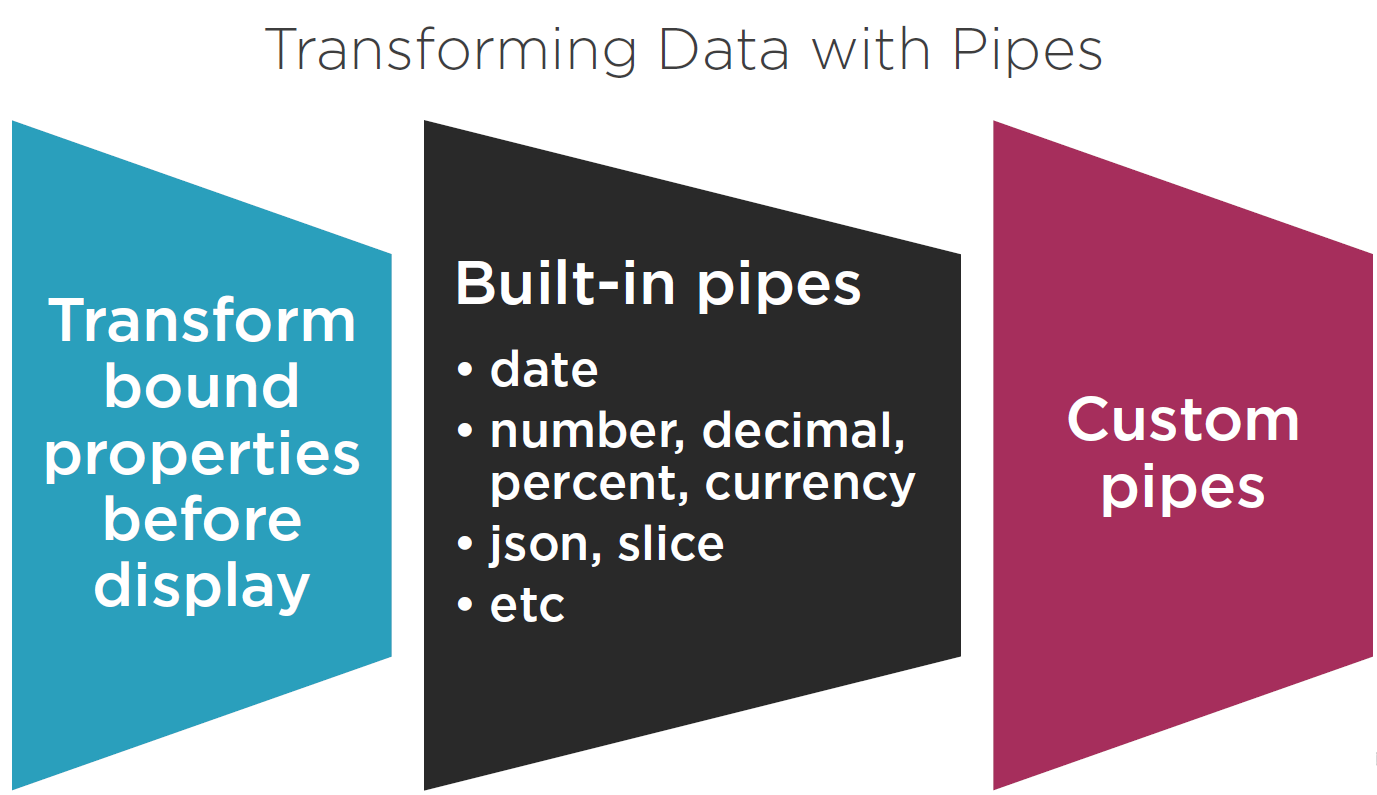 Transforming Data with Pipes
Transform
bound
properties
before
display
Built-in pipes
• date
• number, decimal,
percent, currency
• json, slice
• etc
Custom
pipes